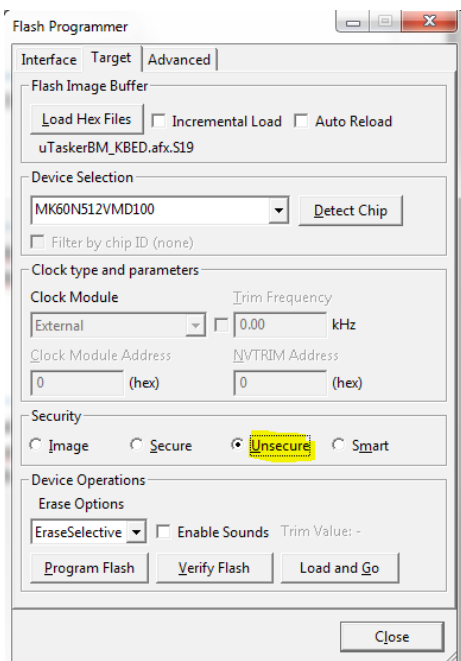 Flash Programmer
Interface Target Advanced
Flash Image Buffer
Load Hex Files Incremental Load Auto Reload
uTaskerBM_KBED.afx.S19
Device Selection
MK60N512VMD100 Detect Chip
Filter by chip ID (none)
Clock type and parameters
Clock Module Trim Frequency
External 0.00 kHz
Clock Module Address NVTRIM Address
0 (hex) 0 (hex)
Security
Image Secure Unsecure Smart
Device Operations
Erase Options
EraseSelective Enable Sounds Trim Value: -
Program Flash Verify Flash Load and Go
Close